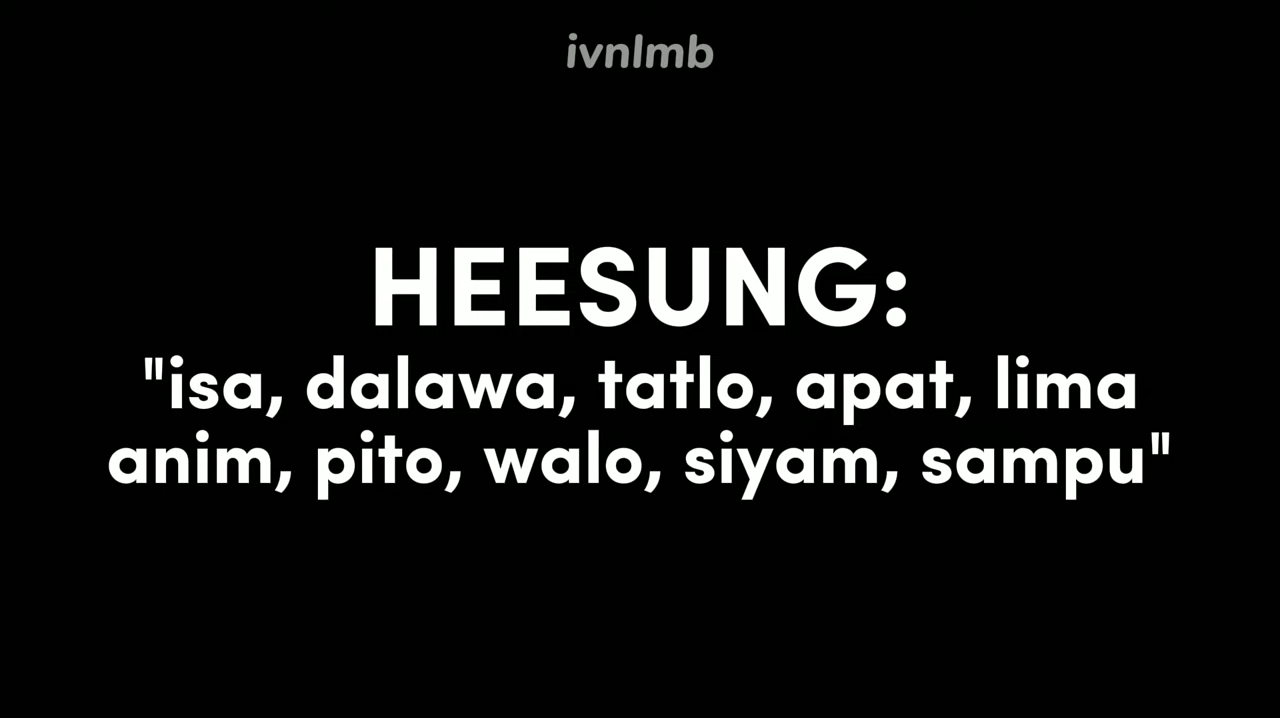 ivnlmb
HEESUNG:
"isa, dalawa, tatlo, apat, lima
anim, pito, walo, siyam, sampu"